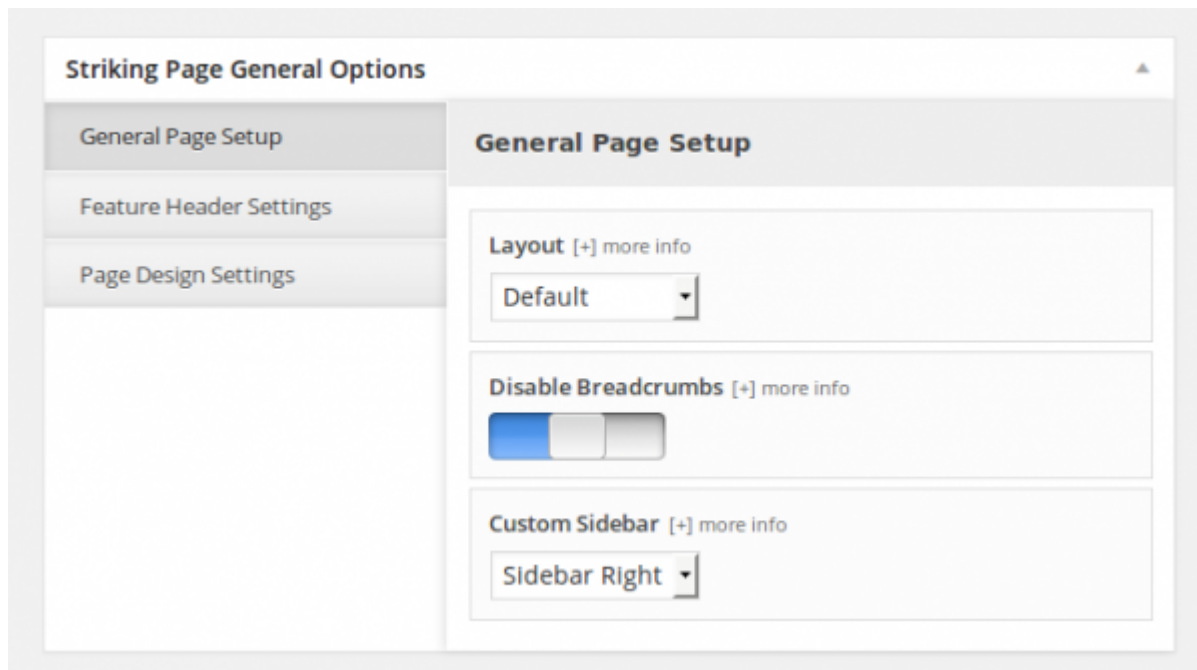 Striking Page General Options
General Page Setup
Feature Header Settings
Page Design Settings
General Page Setup
Layout [+] more info
Default
Disable Breadcrumbs [+] more info
Custom Sidebar [+] more info
Sidebar Right